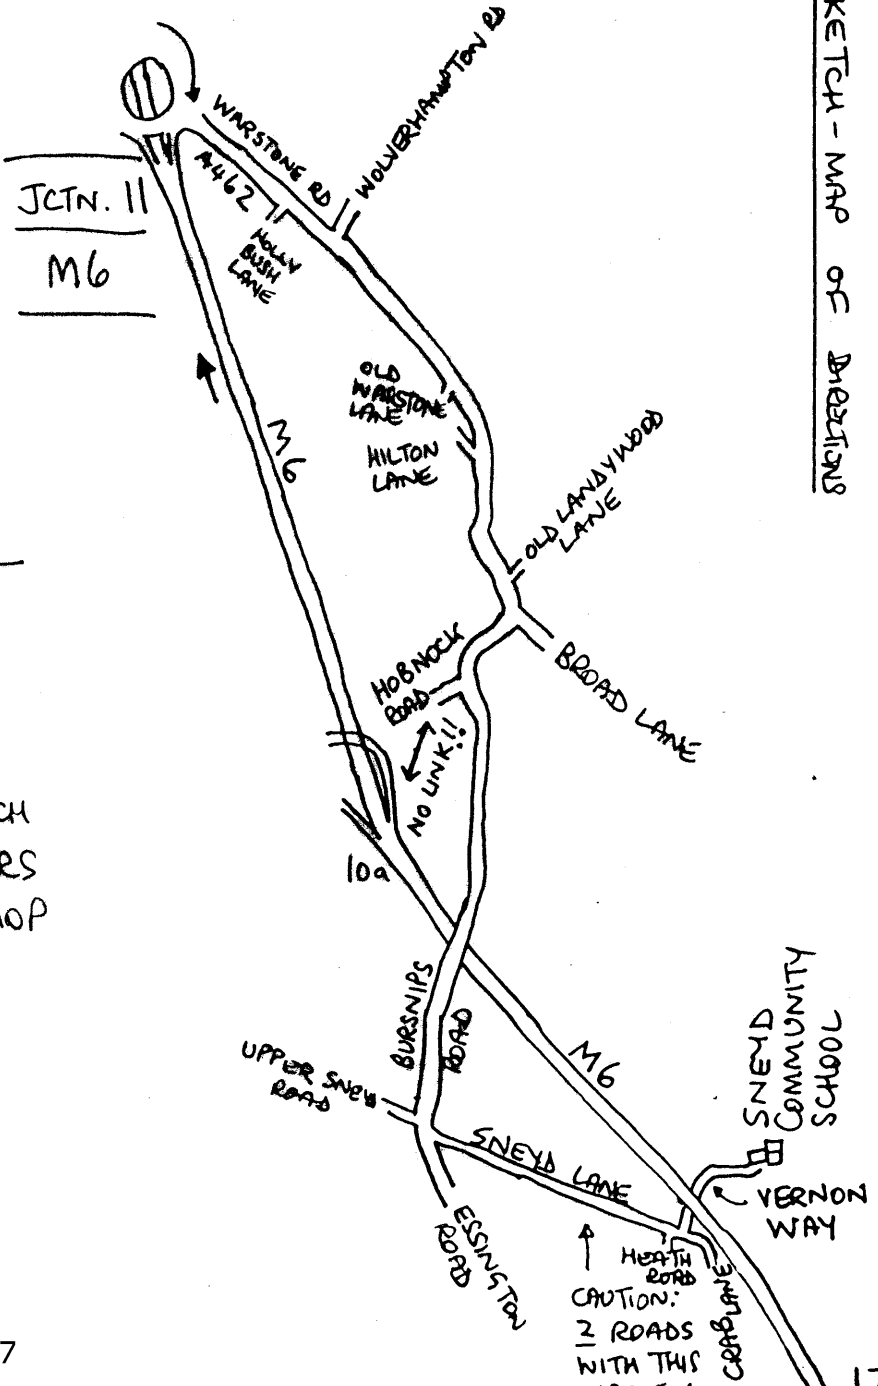 KETCH-MAP OF DIRECTIONS
WARSTONE RD
A462
WOLVERHAMPTON RD
JCTN. 11
M6
HOLLY
BUSH
LANE
OLD
WARSTONE
LANE
M6
HILTON
LANE
OLD LANDYWOOD
LANE
HOBNOCK
ROAD
BROAD LANE
NO LINK!!
CH
RS
HOP
10a
BURSNIPS
ROAD
M6
SNEYD
COMMUNITY
SCHOOL
UPPER SNEYD
ROAD
SNEYD LANE
VERNON
WAY
ESSINGTON
ROAD
HEATH
ROAD
CRAB LANE
CAUTION:
2 ROADS
WITH THIS
7